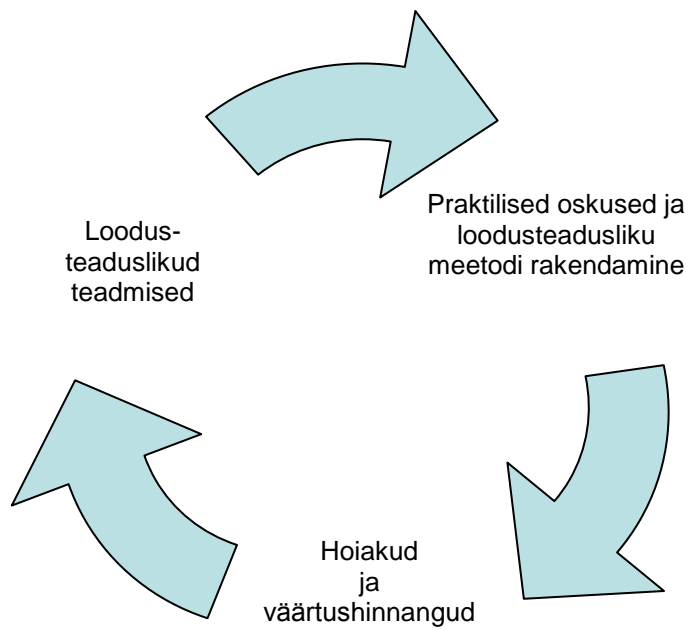 Loodus-
teaduslikud
teadmised
Praktilised oskused ja
loodusteadusliku
meetodi rakendamine
Hoiakud
ja
väärtushinnangud